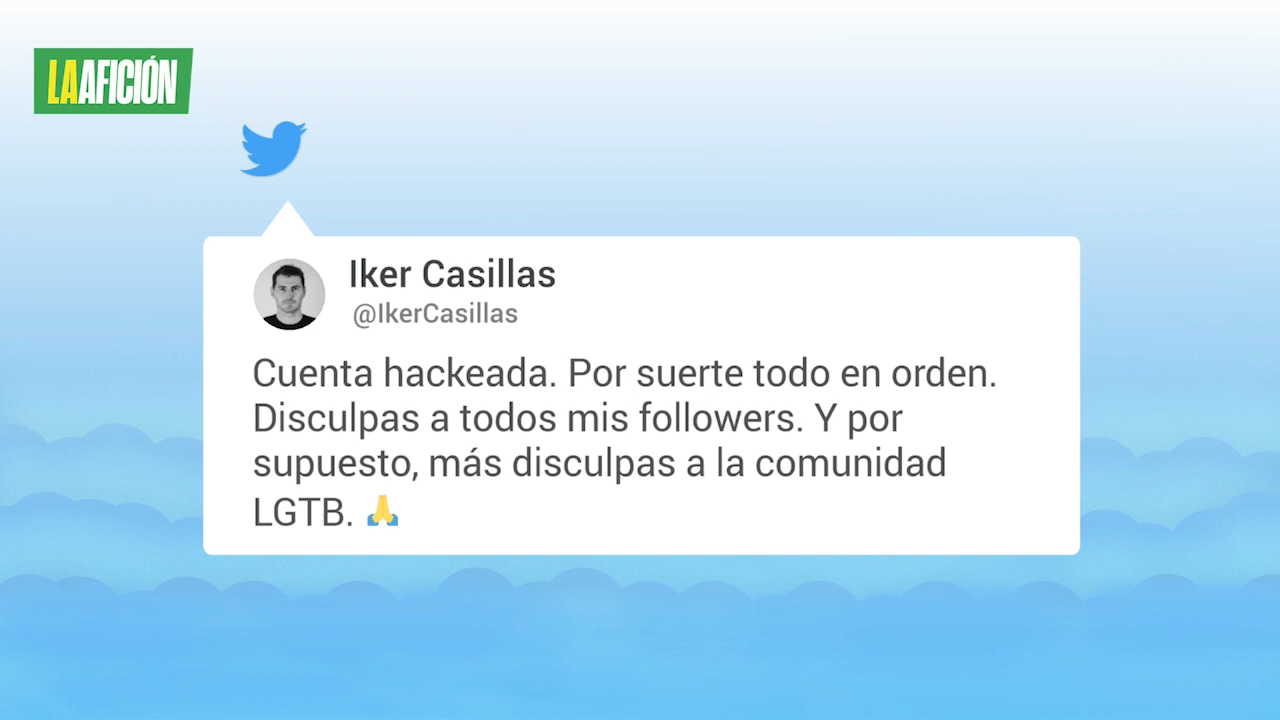 LAAFICIÓN
Iker Casillas
@IkerCasillas
Cuenta hackeada. Por suerte todo en orden.
Disculpas a todos mis followers. Y por
supuesto, más disculpas a la comunidad
LGTB. 🙏